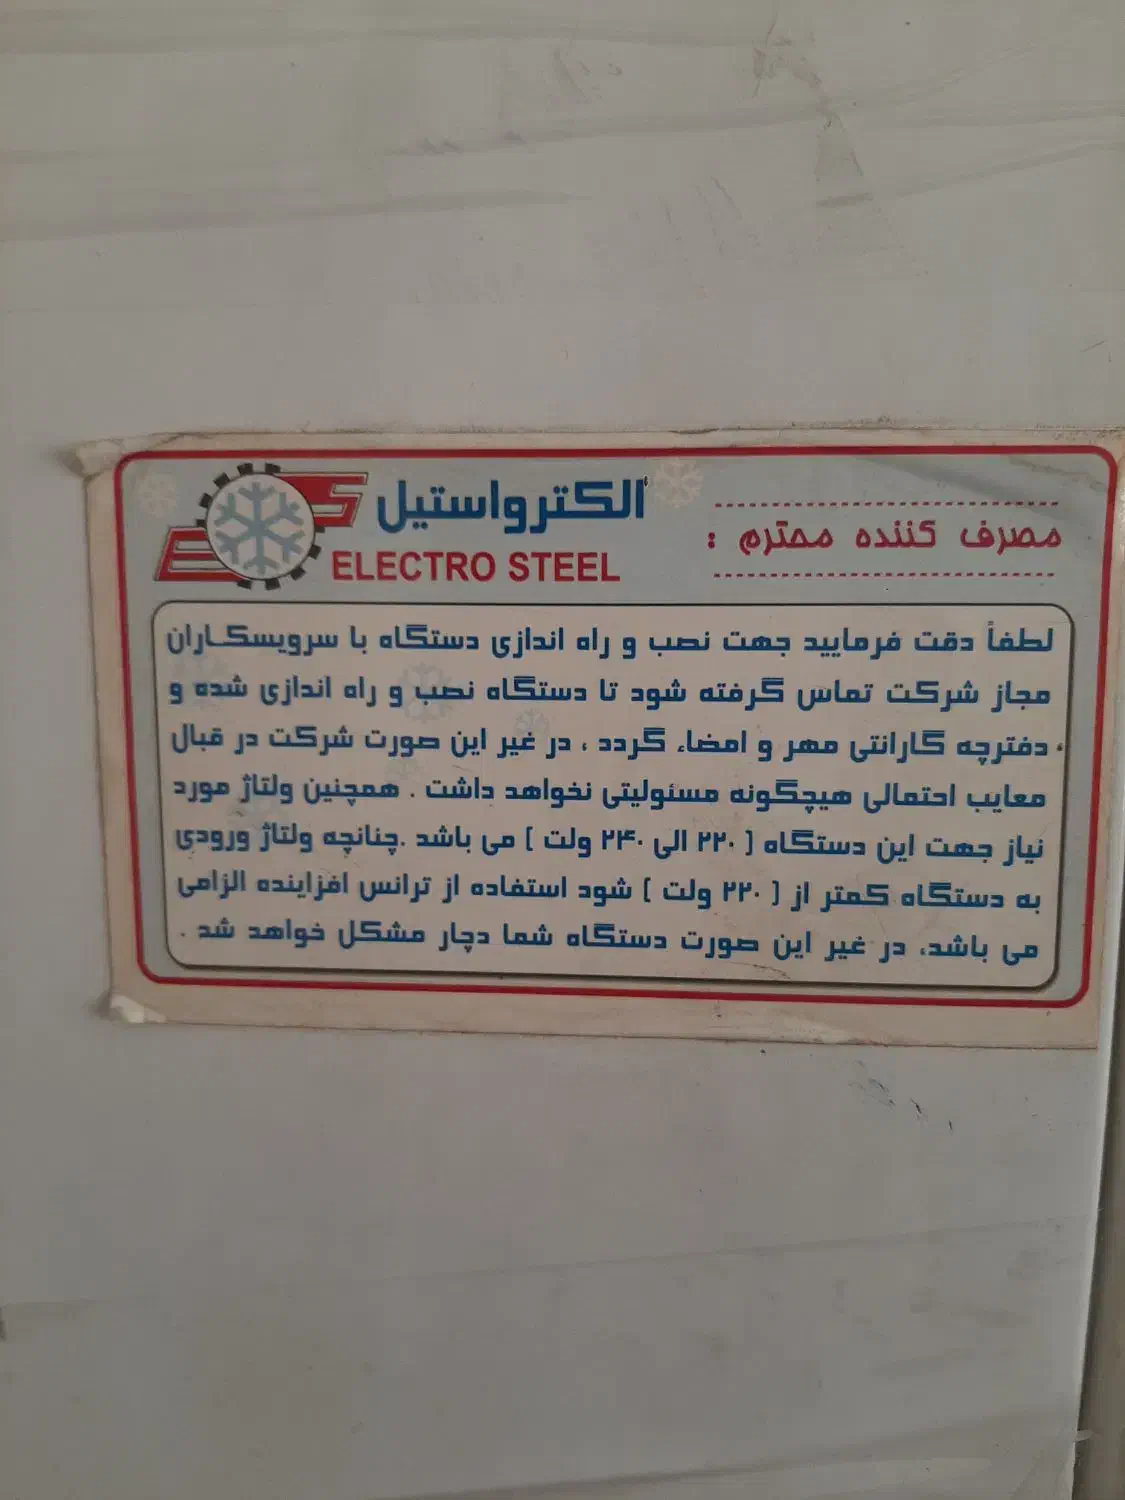 الکترواستیل
ELECTRO STEEL
مصرف کننده محترم :
لطفاً دقت فرمایید جهت نصب و راه اندازی دستگاه با سرویسکاران
مجاز شرکت تماس گرفته شود تا دستگاه نصب و راه اندازی شده و
دفترچه گارانتی مهر و امضاء گردد ، در غیر این صورت شرکت در قبال
معایب احتمالی هیچگونه مسئولیتی نخواهد داشت . همچنین ولتاژ مورد
نیاز جهت این دستگاه ( ۲۲۰ الی ۲۴۰ ولت ) می باشد .چنانچه ولتاژ ورودی
به دستگاه کمتر از ( ۲۲۰ ولت ) شود استفاده از ترانس افزاینده الزامی
می باشد، در غیر این صورت دستگاه شما دچار مشکل خواهد شد .